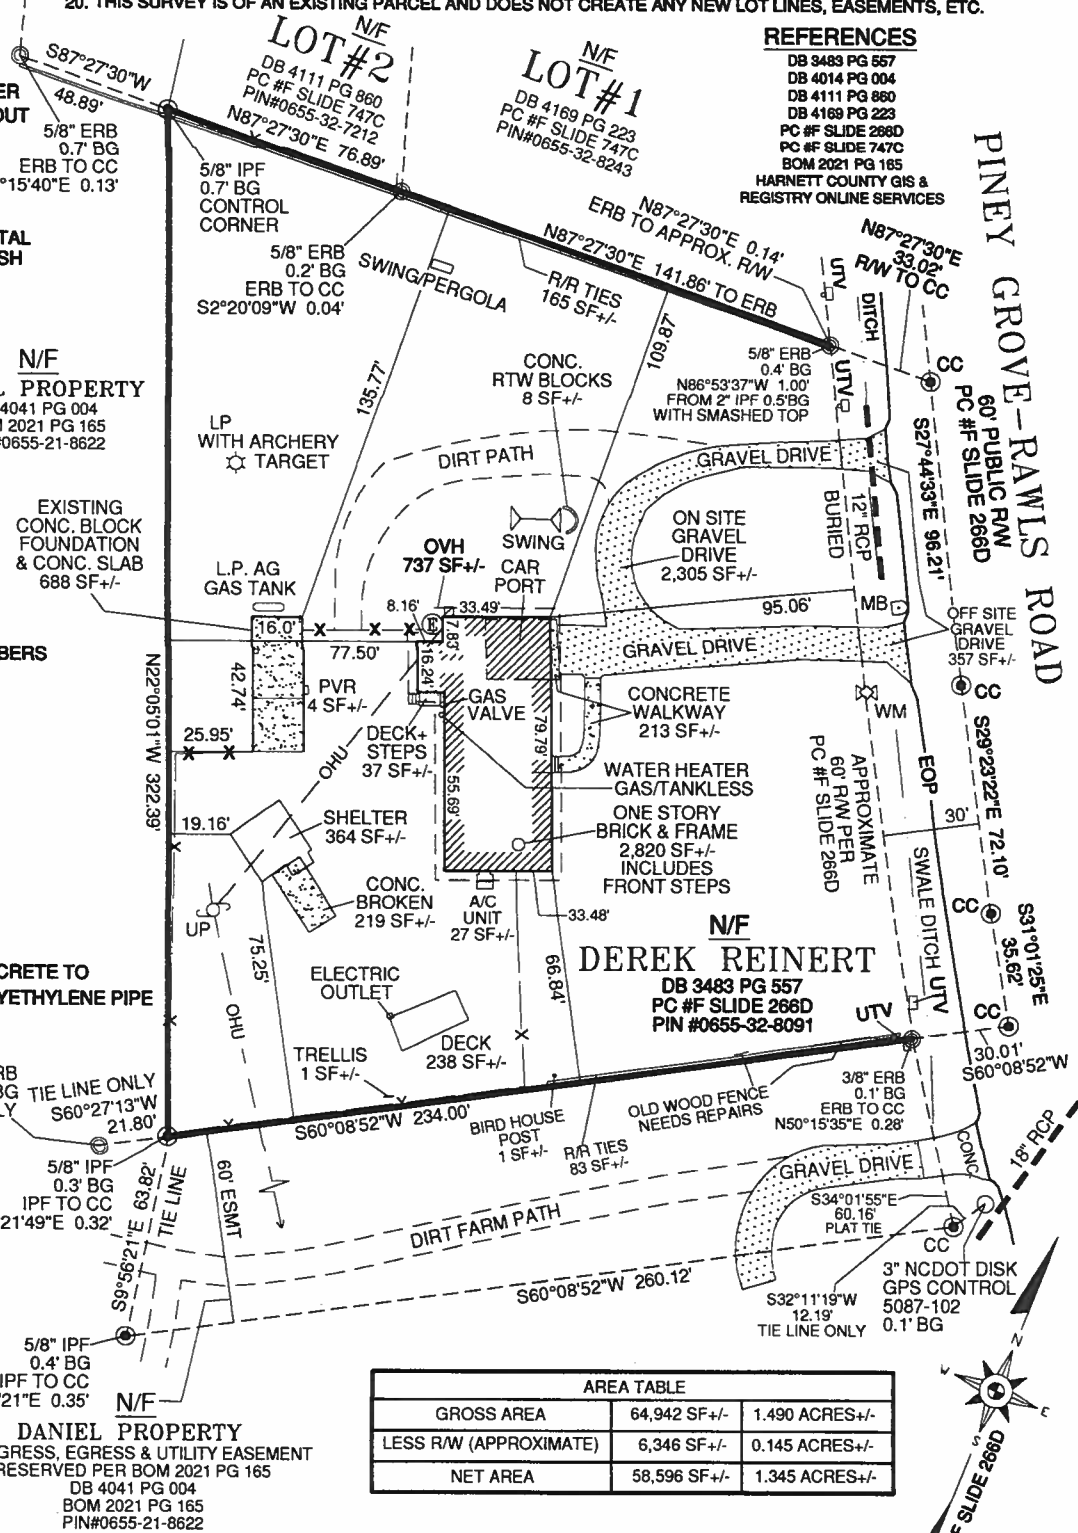 20. THIS SURVEY IS OF AN EXISTING PARCEL AND DOES NOT CREATE ANY NEW LOT LINES, EASEMENTS, ETC.
N/F
LOT#2
DB 4111 PG 860
PC #F SLIDE 747C
PIN#0655-32-7212
N87°27'30"E 76.89'
N/F
LOT#1
DB 4169 PG 223
PC #F SLIDE 747C
PIN#0655-32-8243
REFERENCES
DB 3483 PG 557
DB 4014 PG 004
DB 4111 PG 860
DB 4169 PG 223
PC #F SLIDE 266D
PC #F SLIDE 747C
BOM 2021 PG 165
HARNETT COUNTY GIS &
REGISTRY ONLINE SERVICES
S87°27'30"W
48.89'
ER
OUT
5/8" ERB
0.7' BG
ERB TO CC
°15'40"E 0.13'
5/8" IPF
0.7' BG
CONTROL
CORNER
TAL
SH
5/8" ERB
0.2' BG
ERB TO CC
S2°20'09"W 0.04'
SWING/PERGOLA
R/R TIES
165 SF+/-
N87°27'30"E 0.14'
ERB TO APPROX. R/W
N87°27'30"E 141.86' TO ERB
N87°27'30"E
33.02'
R/W TO CC
PINEY GROVE-RAWLS ROAD
60' PUBLIC R/W
PC #F SLIDE 266D
UTV
DITCH
CC
N/F
L PROPERTY
4041 PG 004
M 2021 PG 165
#0655-21-8622
135.77'
109.87'
CONC.
RTW BLOCKS
8 SF+/-
5/8" ERB
0.4' BG
N86°53'37"W 1.00'
FROM 2" IPF 0.5'BG
WITH SMASHED TOP
UTV
S27°44'33"E 96.21'
LP
WITH ARCHERY
TARGET
DIRT PATH
GRAVEL DRIVE
BURIED
12" RCP
EXISTING
CONC. BLOCK
FOUNDATION
& CONC. SLAB
688 SF+/-
L.P. AG
GAS TANK
OVH
737 SF+/-
SWING
CAR
PORT
ON SITE
GRAVEL
DRIVE
2,305 SF+/-
95.06'
MB
OFF SITE
GRAVEL
DRIVE
357 SF+/-
16.0'
X X X
8.16'
E
33.49'
7.83'
77.50'
16.24'
GRAVEL DRIVE
BERS
N22°05'01"W 322.39'
42.74'
PVR
4 SF+/-
GAS
VALVE
79.79'
CONCRETE
WALKWAY
213 SF+/-
WM
CC
25.95'
X X
DECK+
STEPS
37 SF+/-
OHU
55.69'
WATER HEATER
GAS/TANKLESS
APPROXIMATE
60' R/W PER
PC #F SLIDE 266D
EOP
S29°23'22"E 72.10'
30'
19.16'
X
SHELTER
364 SF+/-
ONE STORY
BRICK & FRAME
2,820 SF+/-
INCLUDES
FRONT STEPS
SWALE DITCH
CONC.
BROKEN
219 SF+/-
A/C
UNIT
27 SF+/-
33.48'
CC
S31°01'25"E
35.62'
UP
75.25'
66.84'
N/F
DEREK REINERT
DB 3483 PG 557
PC #F SLIDE 266D
PIN #0655-32-8091
CRETE TO
YETHYLENE PIPE
ELECTRIC
OUTLET
OHU
X
X
DECK
238 SF+/-
UTV
UTV
CC
30.01'
S60°08'52"W
RB
BG
LY
TIE LINE ONLY
S60°27'13"W
21.80'
TRELLIS
1 SF+/-
S60°08'52"W 234.00'
BIRD HOUSE
POST
1 SF+/-
R/R TIES
83 SF+/-
OLD WOOD FENCE
NEEDS REPAIRS
3/8" ERB
0.1' BG
ERB TO CC
N50°15'35"E 0.28'
18" RCP
CONC
5/8" IPF
0.3' BG
IPF TO CC
21'49"E 0.32'
S9°56'21"E 63.82'
TIE LINE
60' ESMT
DIRT FARM PATH
GRAVEL DRIVE
S34°01'55"E
60.16'
PLAT TIE
CC
S60°08'52"W 260.12'
S32°11'19"W
12.19'
TIE LINE ONLY
3" NCDOT DISK
GPS CONTROL
5087-102
0.1' BG
5/8" IPF
0.4' BG
IPF TO CC
'21"E 0.35'
N/F
DANIEL PROPERTY
GRESS, EGRESS & UTILITY EASEMENT
RESERVED PER BOM 2021 PG 165
DB 4041 PG 004
BOM 2021 PG 165
PIN#0655-21-8622
AREA TABLE
GROSS AREA 64,942 SF+/- 1.490 ACRES+/-
LESS R/W (APPROXIMATE) 6,346 SF+/- 0.145 ACRES+/-
NET AREA 58,596 SF+/- 1.345 ACRES+/-
N
W
E
S
F SLIDE 266D